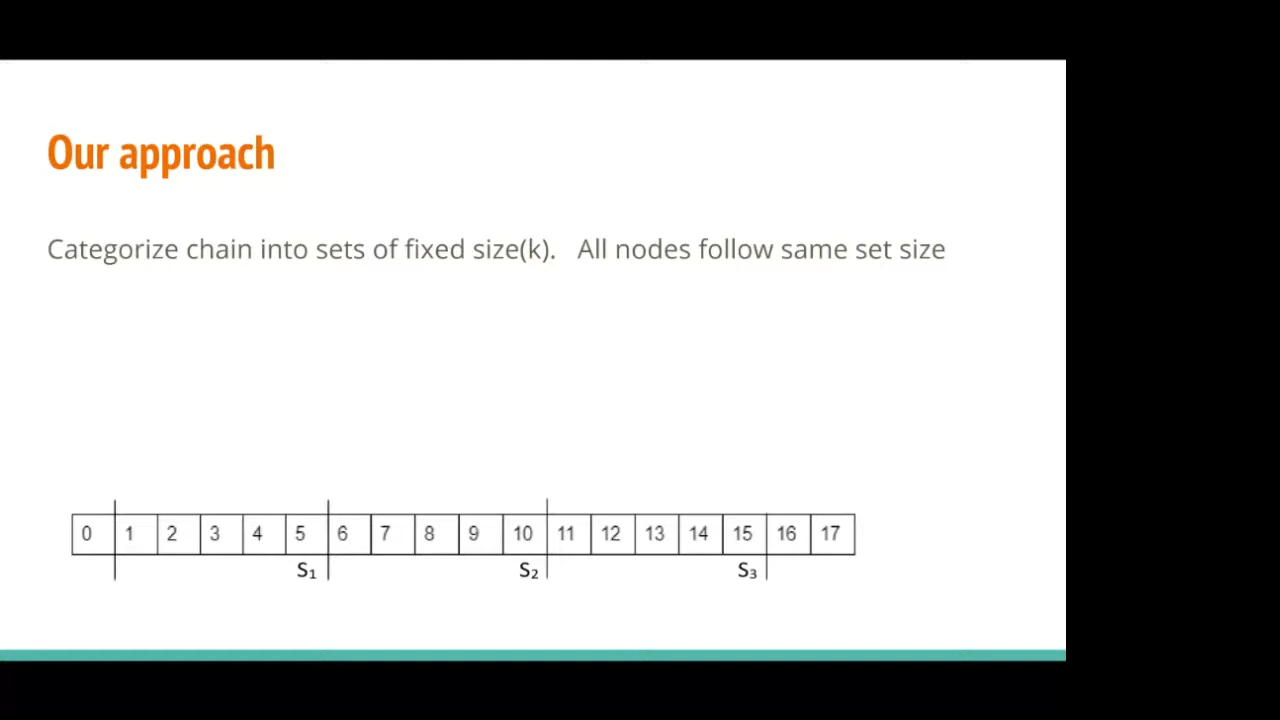 Our approach
Categorize chain into sets of fixed size(k).   All nodes follow same set size
0 1 2 3 4 5 6 7 8 9 10 11 12 13 14 15 16 17
S₁ S₂ S₃